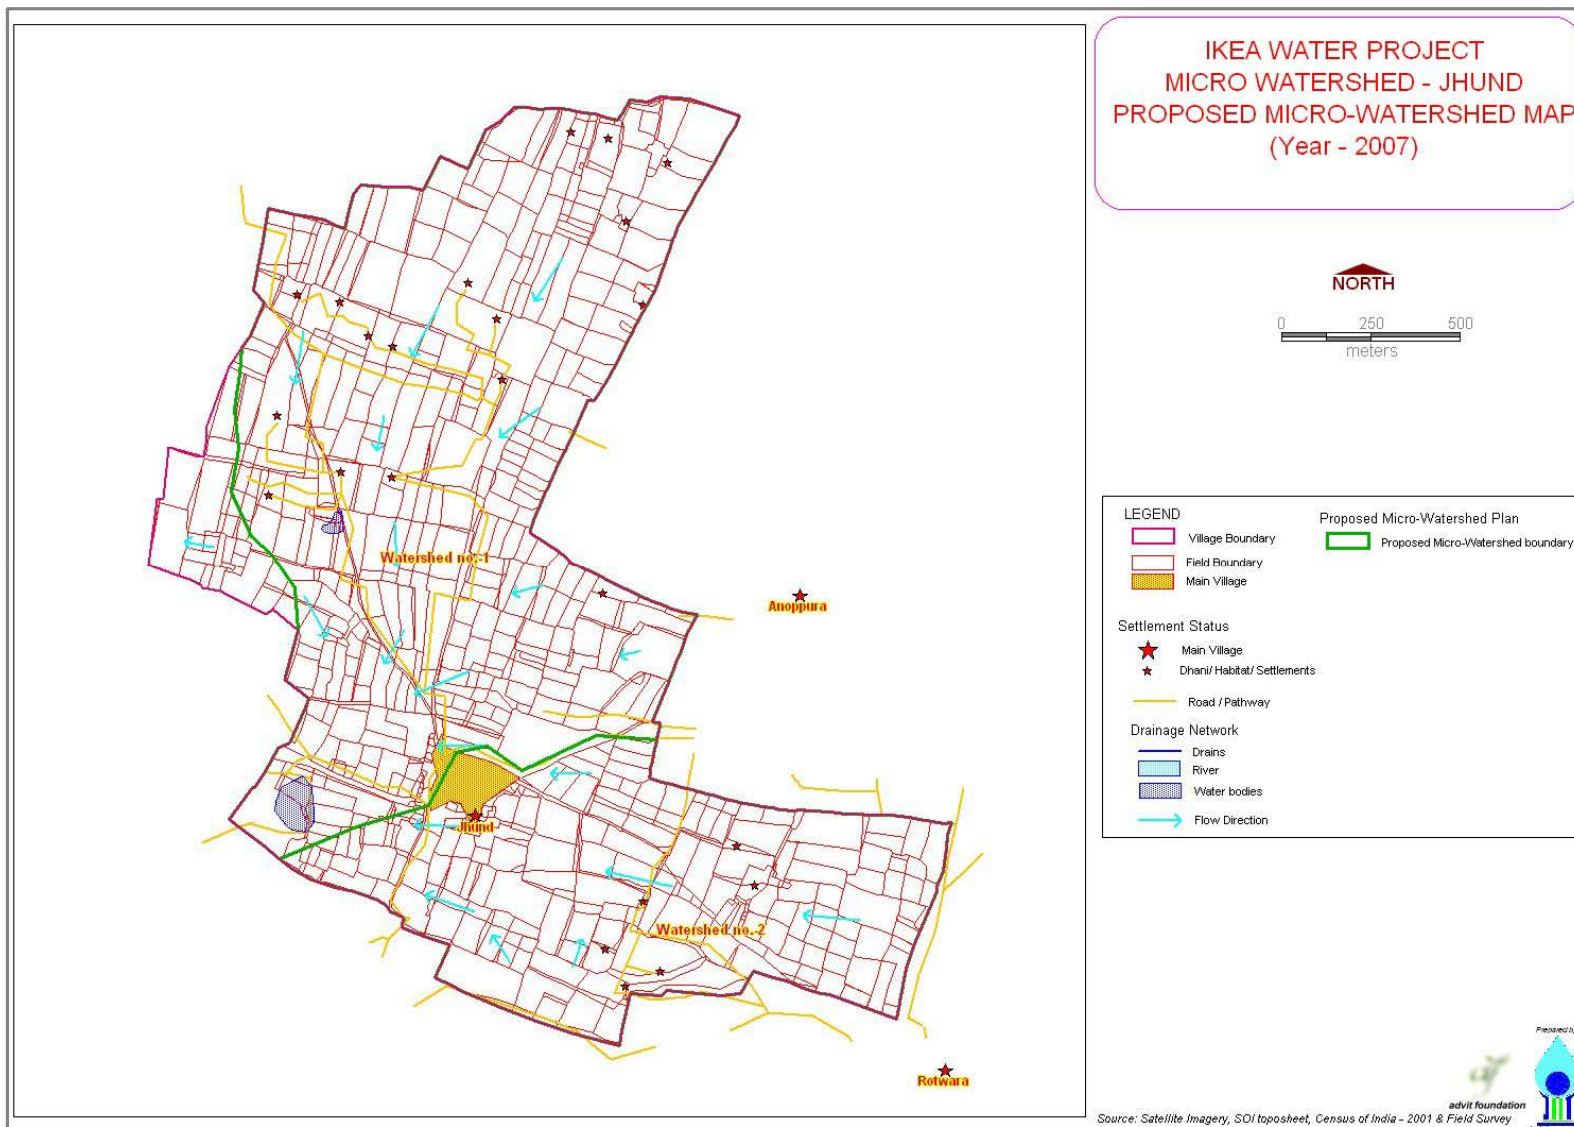 IKEA WATER PROJECT
MICRO WATERSHED - JHUND
PROPOSED MICRO-WATERSHED MAP
(Year - 2007)
NORTH
0 250 500
meters
LEGEND
Village Boundary
Field Boundary
Main Village
Proposed Micro-Watershed Plan
Proposed Micro-Watershed boundary
Settlement Status
Main Village
Dhani/ Habitat/ Settlements
Road / Pathway
Drainage Network
Drains
River
Water bodies
Flow Direction
Watershed no.-1
Anoppura
Jhund
Watershed no.-2
Rotwara
Prepared by
advit foundation
Source: Satellite Imagery, SOI toposheet, Census of India - 2001 & Field Survey